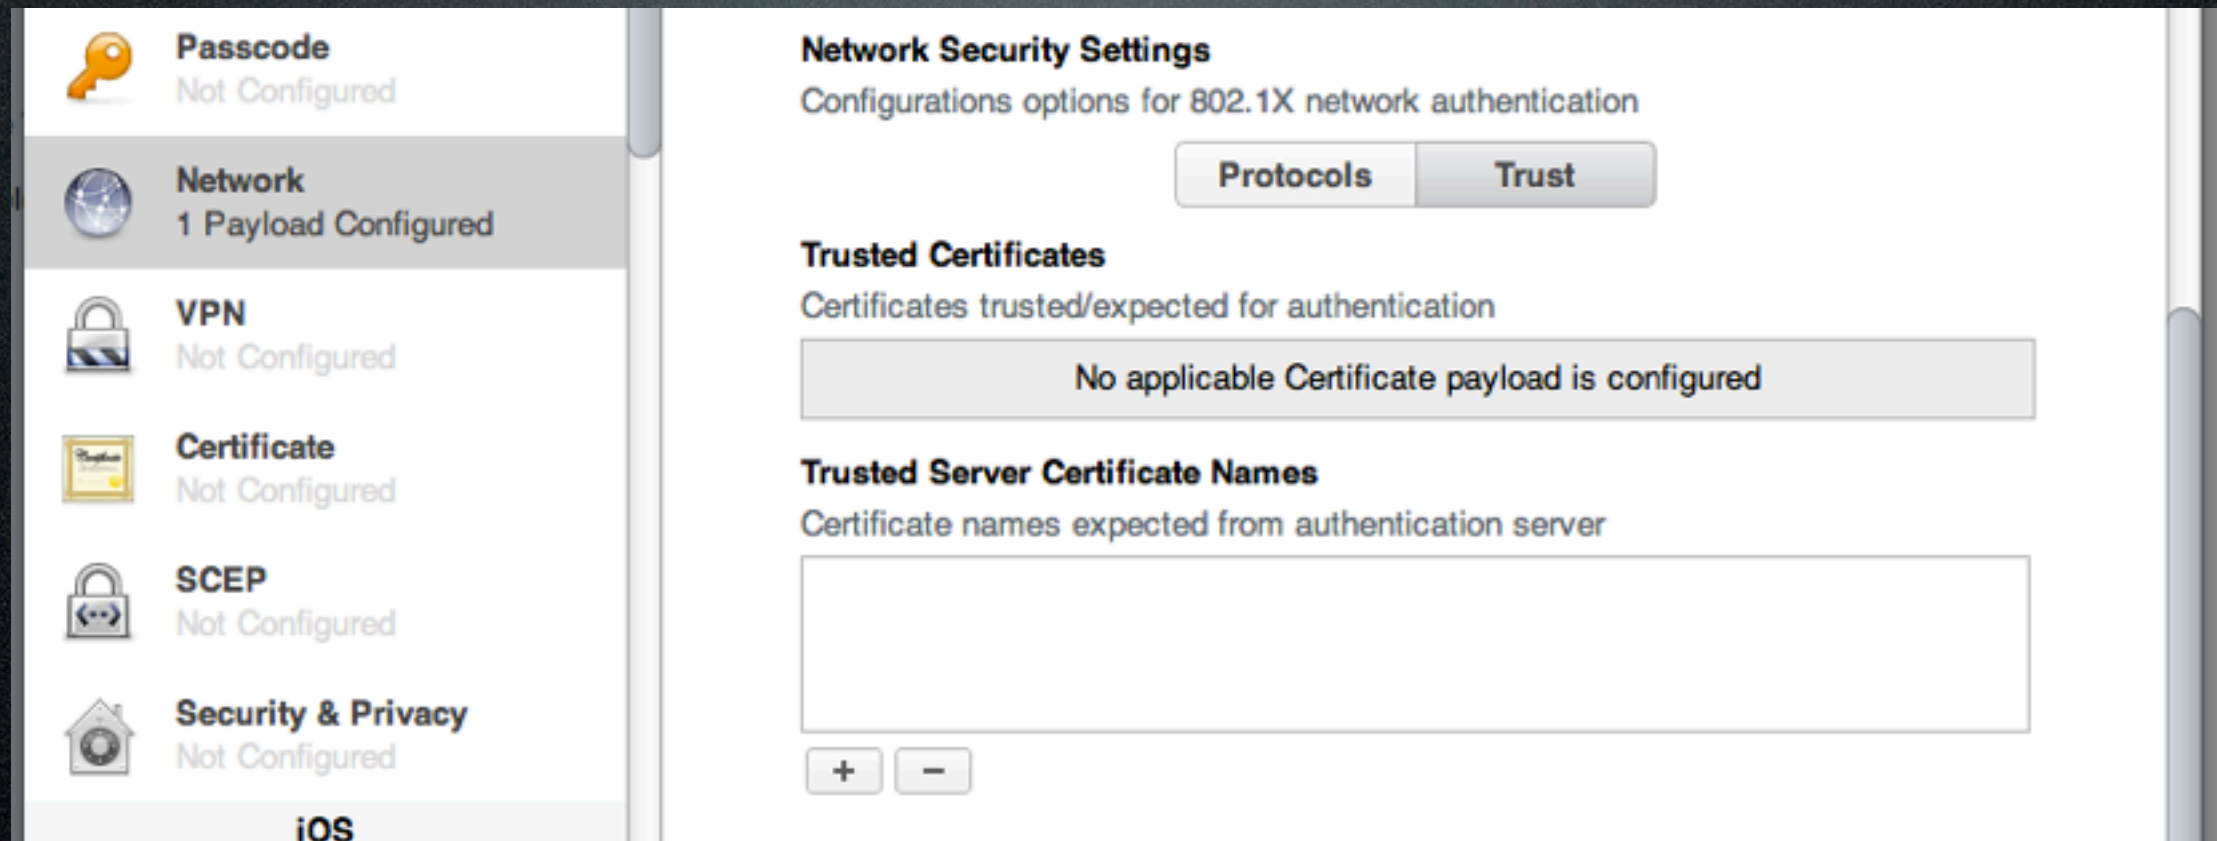 Passcode
Not Configured
Network
1 Payload Configured
VPN
Not Configured
Certificate
Not Configured
SCEP
Not Configured
Security & Privacy
Not Configured
iOS
Network Security Settings
Configurations options for 802.1X network authentication
Protocols
Trust
Trusted Certificates
Certificates trusted/expected for authentication
No applicable Certificate payload is configured
Trusted Server Certificate Names
Certificate names expected from authentication server
+
−